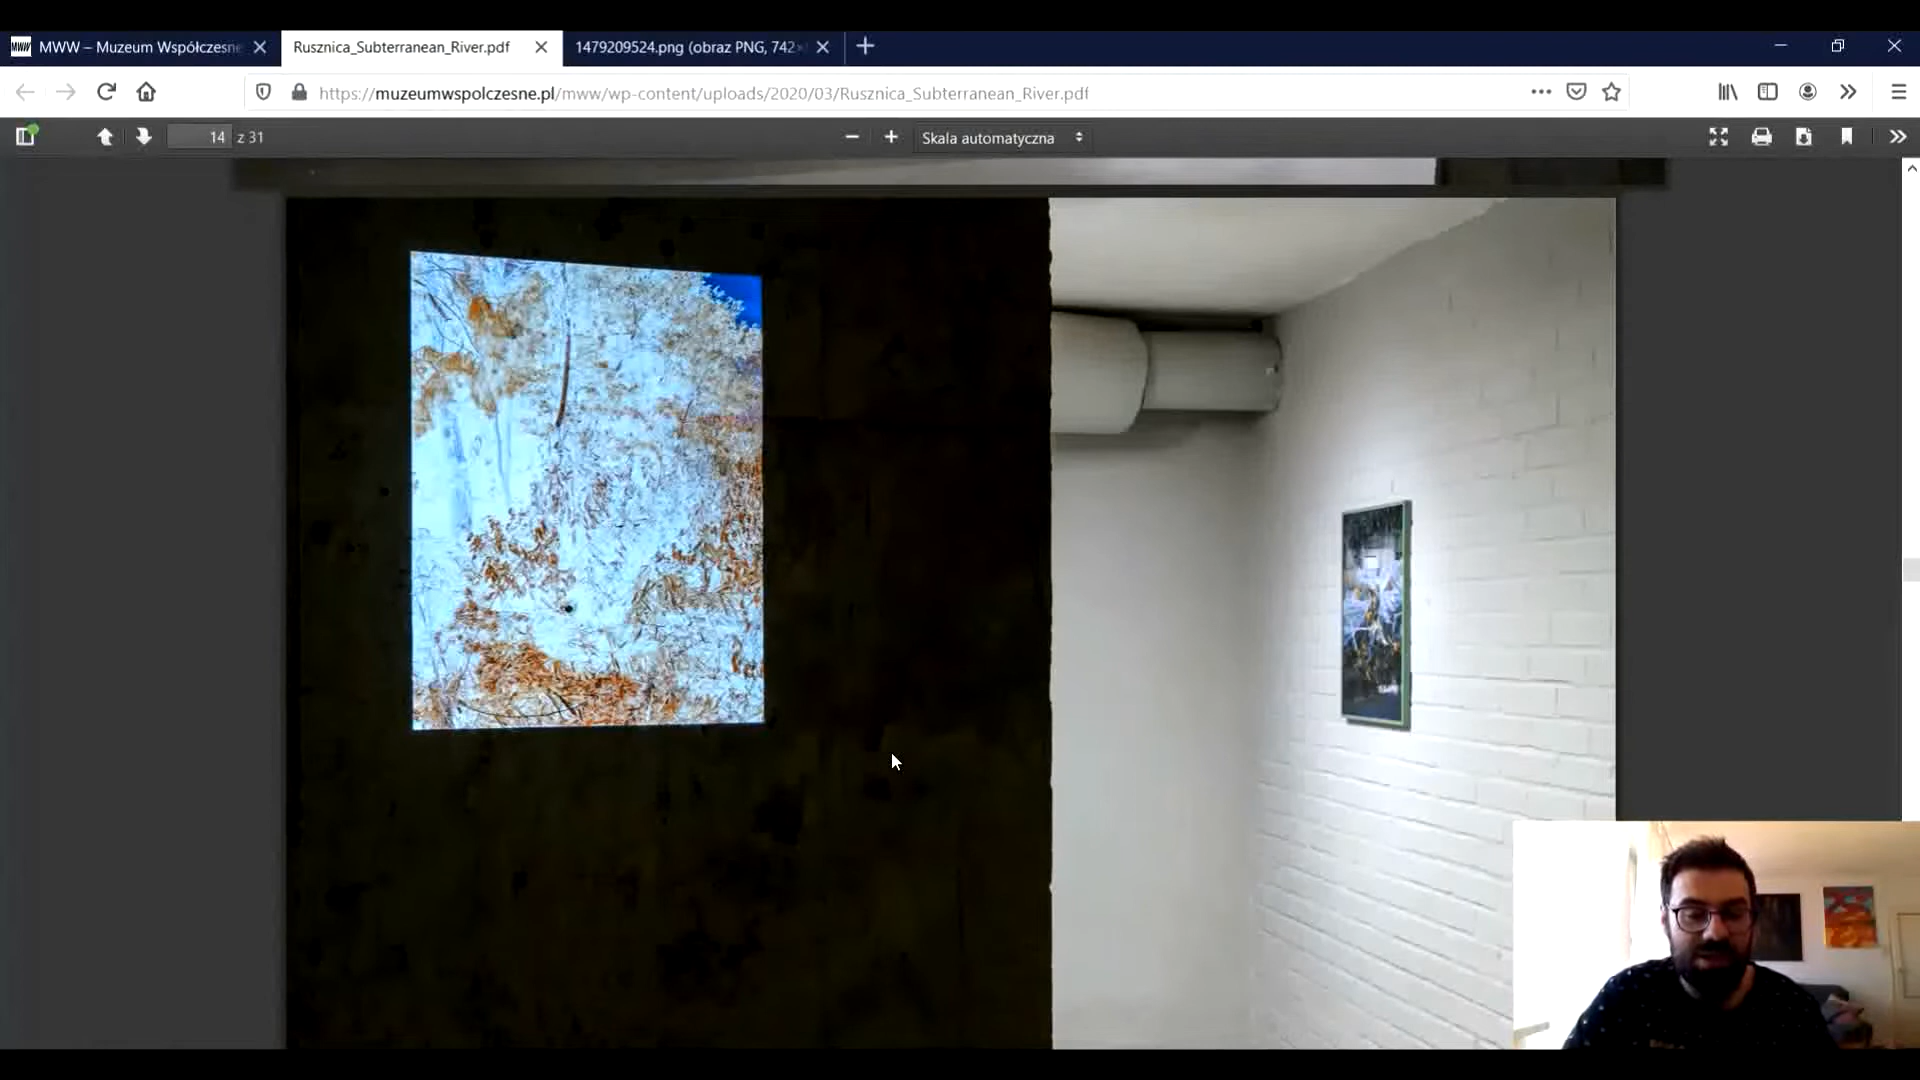 MWW – Muzeum Współczesne
Rusznica_Subterranean_River.pdf
1479209524.png (obraz PNG, 742×
https://muzeumwspolczesne.pl/mww/wp-content/uploads/2020/03/Rusznica_Subterranean_River.pdf
14 z 31
Skala automatyczna